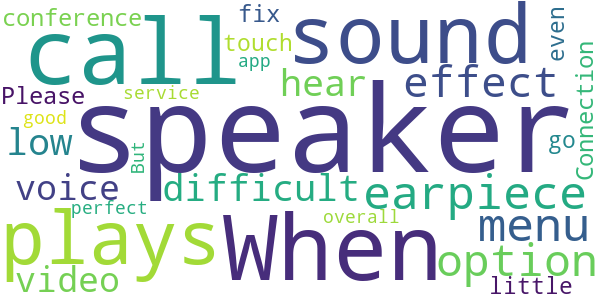 conference fix
call sound even
touch
app
Please service hear effect Connection
good speaker
low But go
voice difficult earpiece
perfect
plays When overall menu
option
video little